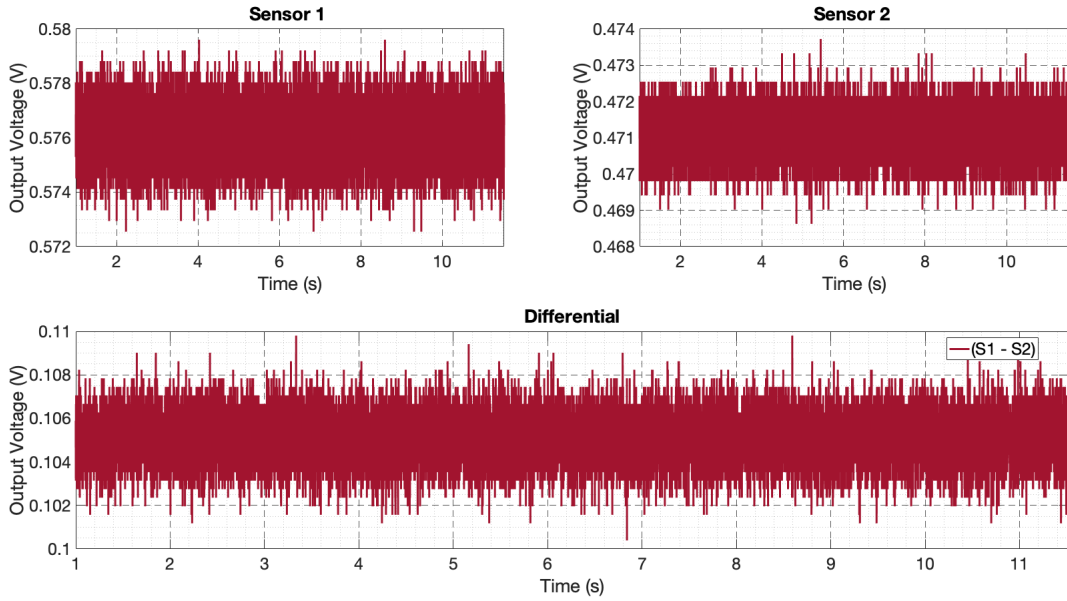 Sensor 1
Output Voltage (V)
0.58
0.578
0.576
0.574
0.572
2 4 6 8 10
Time (s)
Sensor 2
Output Voltage (V)
0.474
0.473
0.472
0.471
0.47
0.469
0.468
2 4 6 8 10
Time (s)
Differential
Output Voltage (V)
0.11
0.108
0.106
0.104
0.102
0.1
(S1 - S2)
1 2 3 4 5 6 7 8 9 10 11
Time (s)